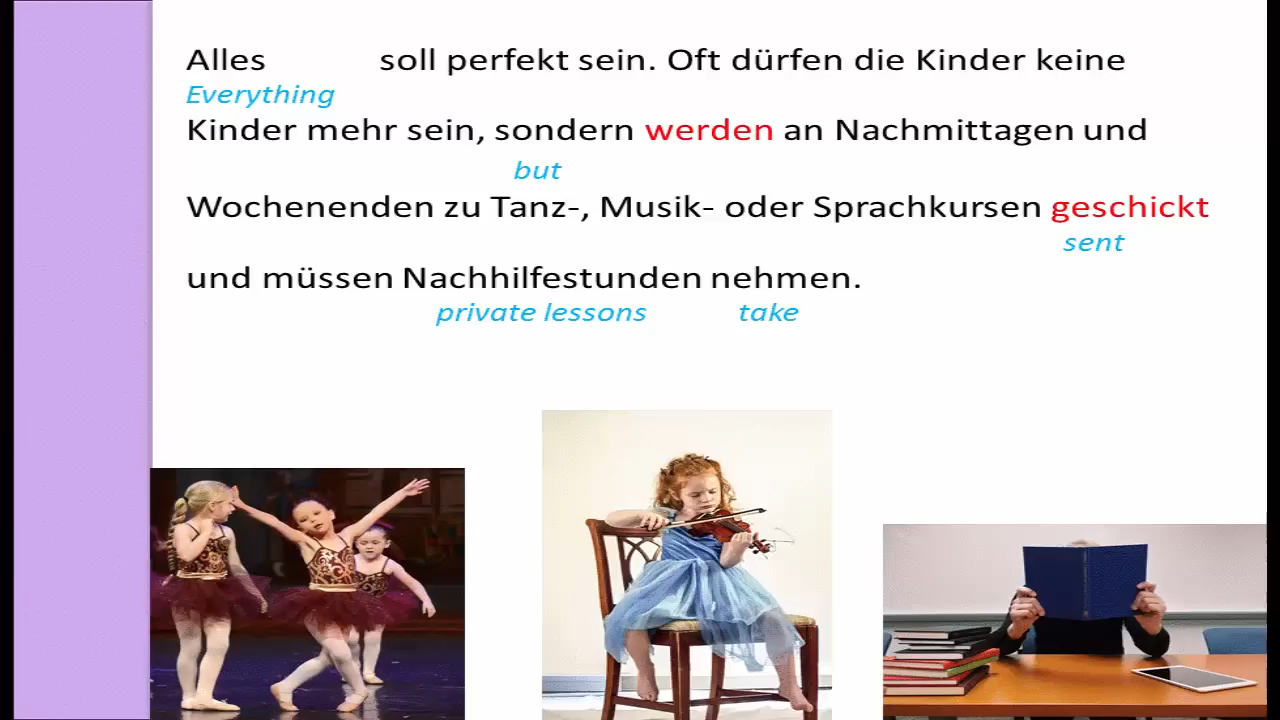 Alles soll perfekt sein. Oft dürfen die Kinder keine
Everything
Kinder mehr sein, sondern werden an Nachmittagen und
but
Wochenenden zu Tanz-, Musik- oder Sprachkursen geschickt
sent
und müssen Nachhilfestunden nehmen.
private lessons take